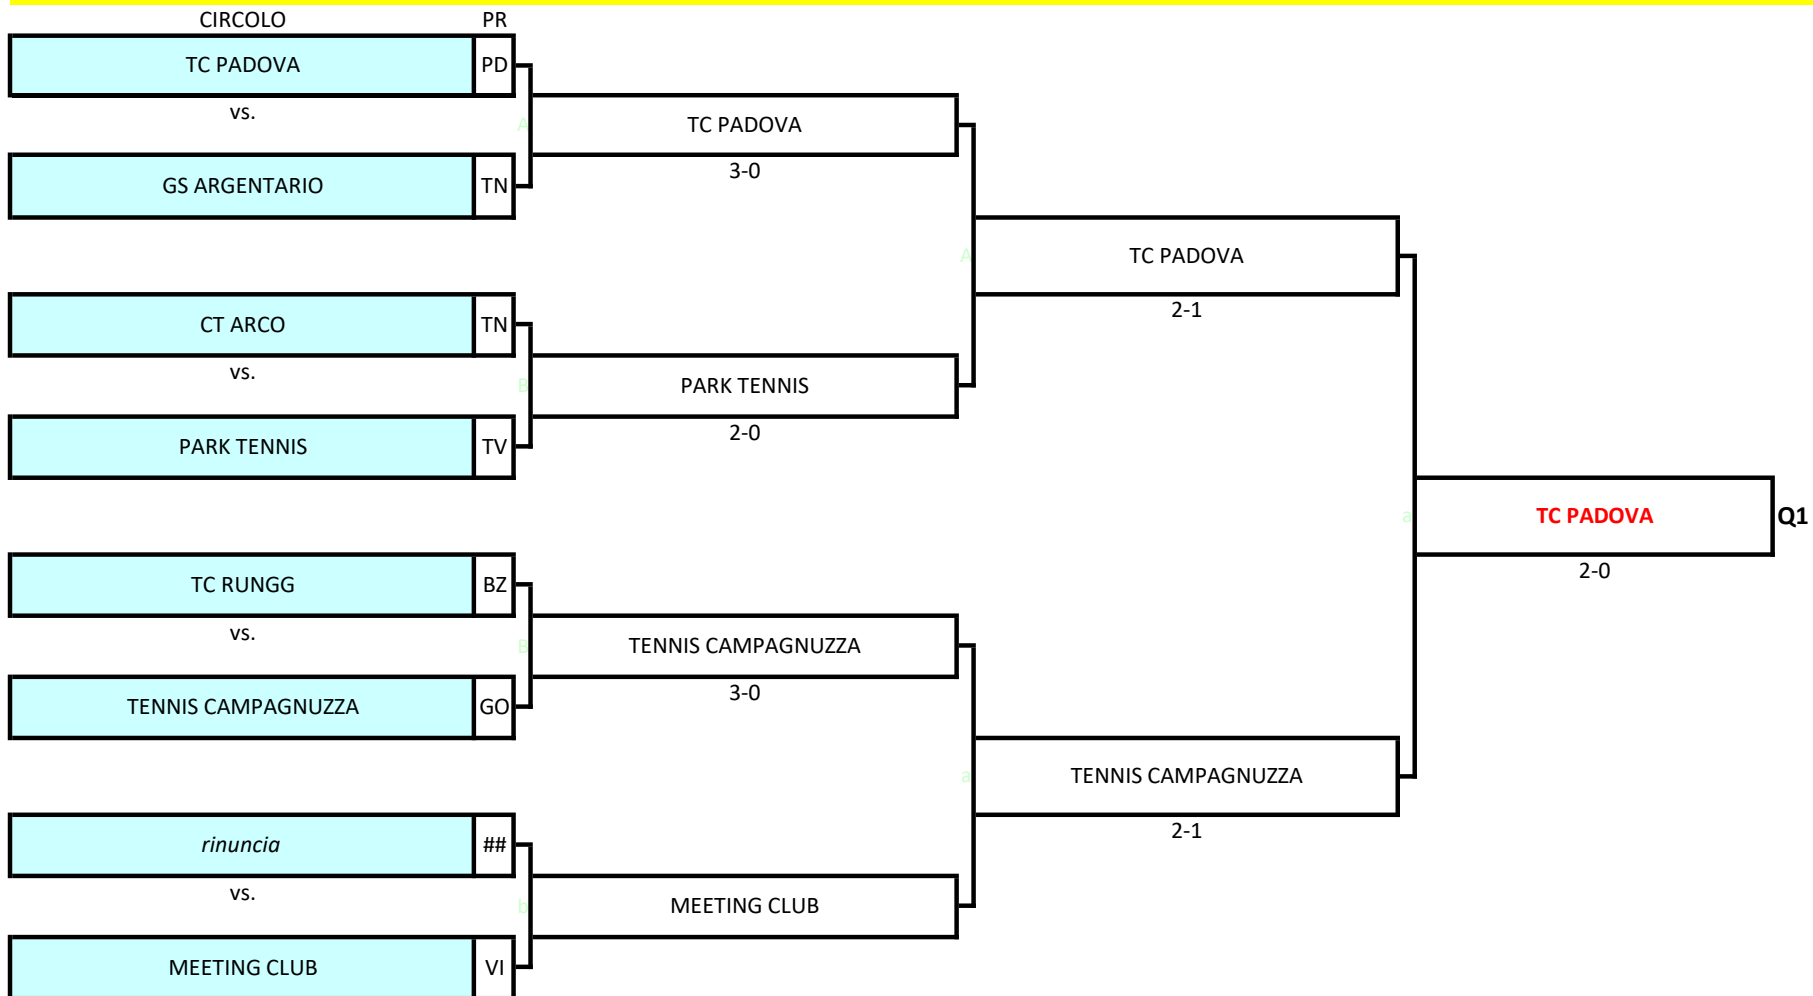 CIRCOLO PR
TC PADOVA PD
vs.
A
TC PADOVA
3-0
GS ARGENTARIO TN
A
TC PADOVA
2-1
CT ARCO TN
vs.
B
PARK TENNIS
2-0
PARK TENNIS TV
a
TC PADOVA Q1
2-0
TC RUNGG BZ
vs.
B
TENNIS CAMPAGNUZZA
3-0
TENNIS CAMPAGNUZZA GO
a
TENNIS CAMPAGNUZZA
2-1
rinuncia ##
vs.
b
MEETING CLUB
MEETING CLUB VI